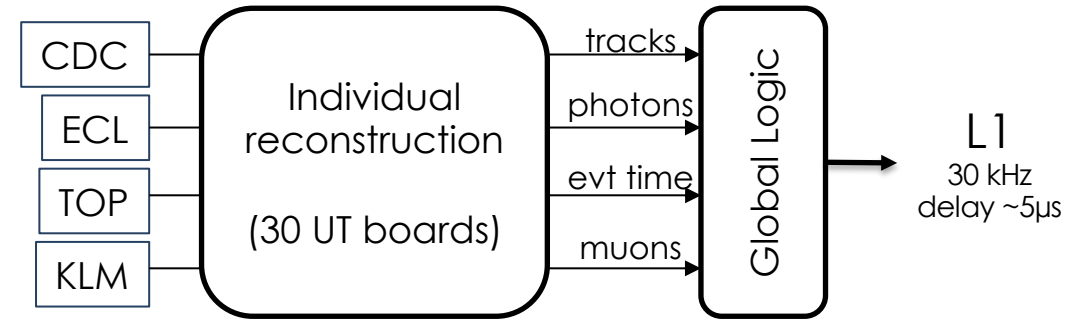 CDC
ECL
TOP
KLM
Individual
reconstruction
(30 UT boards)
tracks
photons
evt time
muons
Global Logic
L1
30 kHz
delay ~5µs